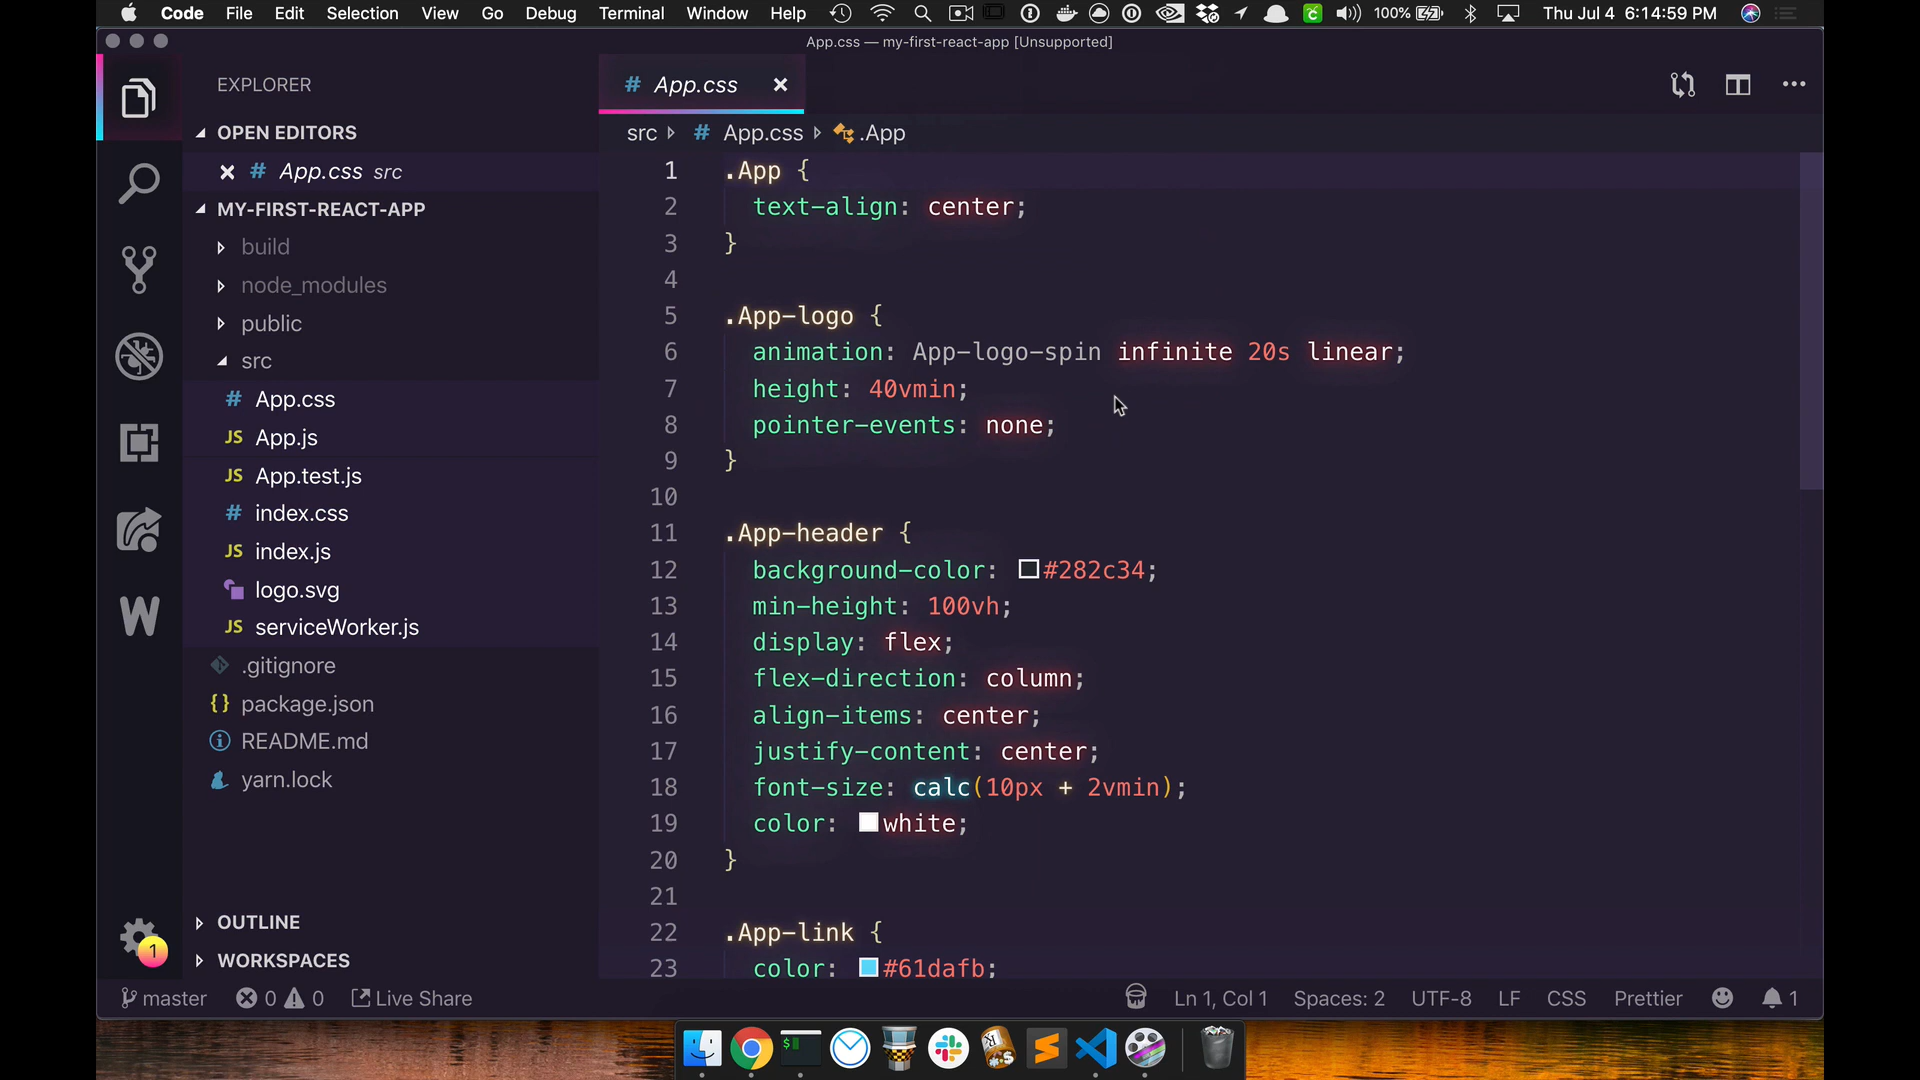 Code File Edit Selection View Go Debug Terminal Window Help 100% Thu Jul 4 6:14:59 PM
App.css — my-first-react-app [Unsupported]
EXPLORER
OPEN EDITORS
# App.css src
MY-FIRST-REACT-APP
build
node_modules
public
src
# App.css
JS App.js
JS App.test.js
# index.css
JS index.js
logo.svg
JS serviceWorker.js
.gitignore
{} package.json
README.md
yarn.lock
OUTLINE
WORKSPACES
W
1
# App.css
src # App.css .App
1 .App {
2 text-align: center;
3 }
4
5 .App-logo {
6 animation: App-logo-spin infinite 20s linear;
7 height: 40vmin;
8 pointer-events: none;
9 }
10
11 .App-header {
12 background-color: #282c34;
13 min-height: 100vh;
14 display: flex;
15 flex-direction: column;
16 align-items: center;
17 justify-content: center;
18 font-size: calc(10px + 2vmin);
19 color: white;
20 }
21
22 .App-link {
23 color: #61dafb;
master 0 0 Live Share Ln 1, Col 1 Spaces: 2 UTF-8 LF CSS Prettier 1